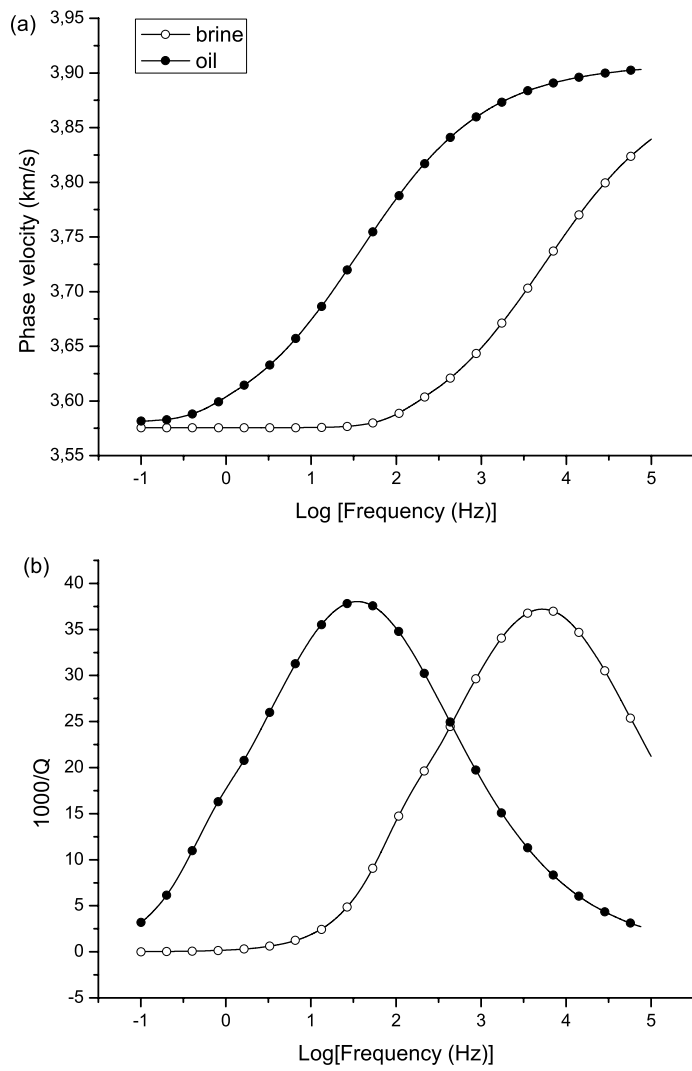 (a)
brine
oil
3,95
3,90
3,85
3,80
3,75
3,70
3,65
3,60
3,55
Phase velocity (km/s)
-1 0 1 2 3 4 5
Log [Frequency (Hz)]
(b)
40
35
30
25
20
15
10
5
0
-5
1000/Q
-1 0 1 2 3 4 5
Log[Frequency (Hz)]